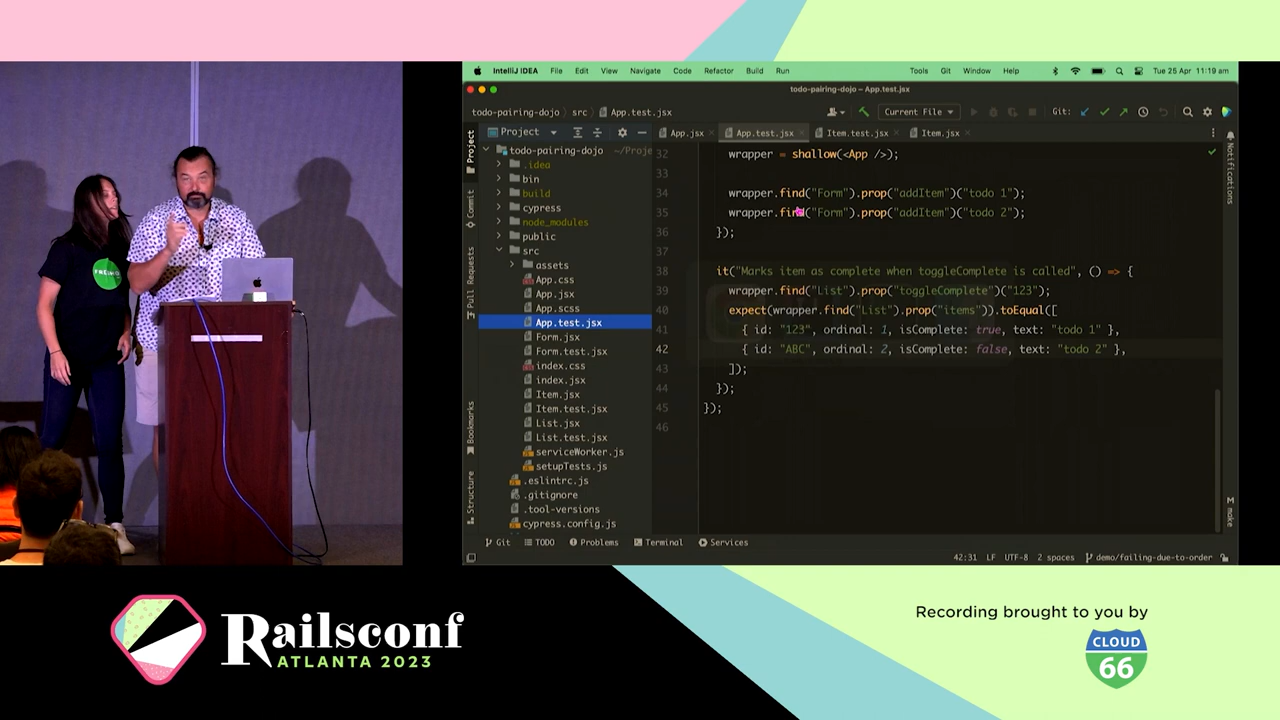 IntelliJ IDEA File Edit View Navigate Code Refactor Build Run Tools Git Window Help Tue 25 Apr 11:19 am
todo-pairing-dojo – App.test.jsx
todo-pairing-dojo src App.test.jsx Current File Git:
Project App.jsx App.test.jsx Item.test.jsx Item.jsx
Project
Commit
Pull Requests
Bookmarks
Structure
todo-pairing-dojo ~/Proje
.idea
bin
build
cypress
node_modules
public
src
assets
App.css
App.jsx
App.scss
App.test.jsx
Form.jsx
Form.test.jsx
index.css
index.jsx
Item.jsx
Item.test.jsx
List.jsx
List.test.jsx
serviceWorker.js
setupTests.js
.eslintrc.js
.gitignore
.tool-versions
cypress.config.js
32 wrapper = shallow(<App />);
33
34 wrapper.find("Form").prop("addItem")("todo 1");
35 wrapper.find("Form").prop("addItem")("todo 2");
36 });
37
38 it("Marks item as complete when toggleComplete is called", () => {
39 wrapper.find("List").prop("toggleComplete")("123");
40 expect(wrapper.find("List").prop("items")).toEqual([
41 { id: "123", ordinal: 1, isComplete: true, text: "todo 1" },
42 { id: "ABC", ordinal: 2, isComplete: false, text: "todo 2" },
43 ]);
44 });
45 });
46
Notifications
make
Git TODO Problems Terminal Services
42:31 LF UTF-8 2 spaces demo/failing-due-to-order
Railsconf
ATLANTA 2023
Recording brought to you by
CLOUD
66